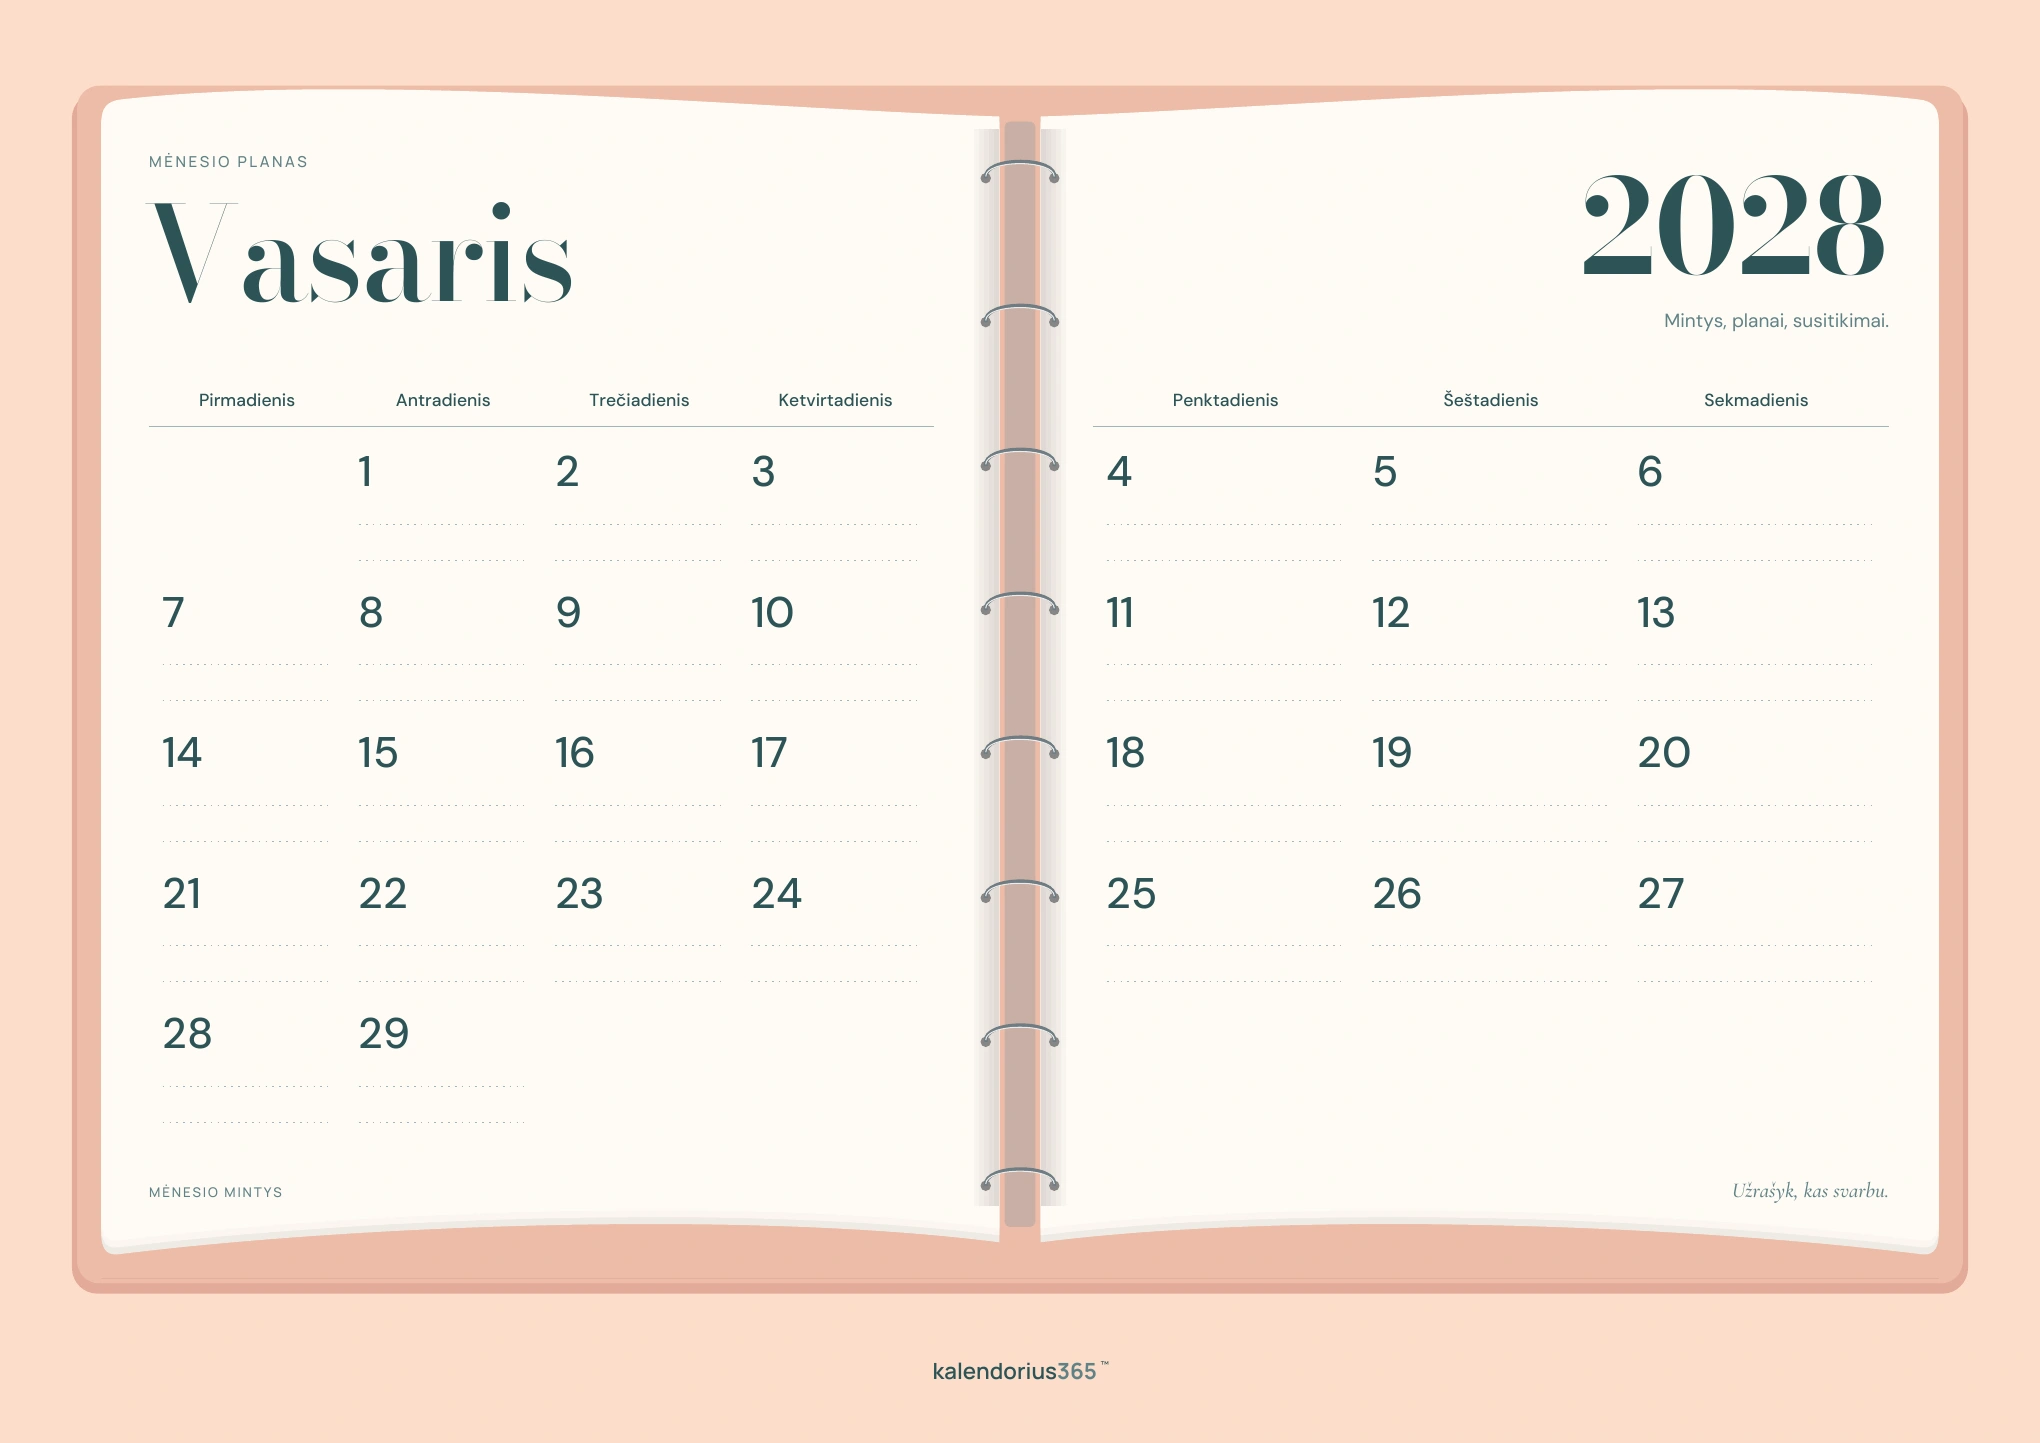 MĖNESIO PLANAS
Vasaris
2028
Mintys, planai, susitikimai.
Pirmadienis Antradienis Trečiadienis Ketvirtadienis Penktadienis Šeštadienis Sekmadienis
1 2 3 4 5 6
7 8 9 10 11 12 13
14 15 16 17 18 19 20
21 22 23 24 25 26 27
28 29
MĖNESIO MINTYS
Užrašyk, kas svarbu.
kalendorius365™